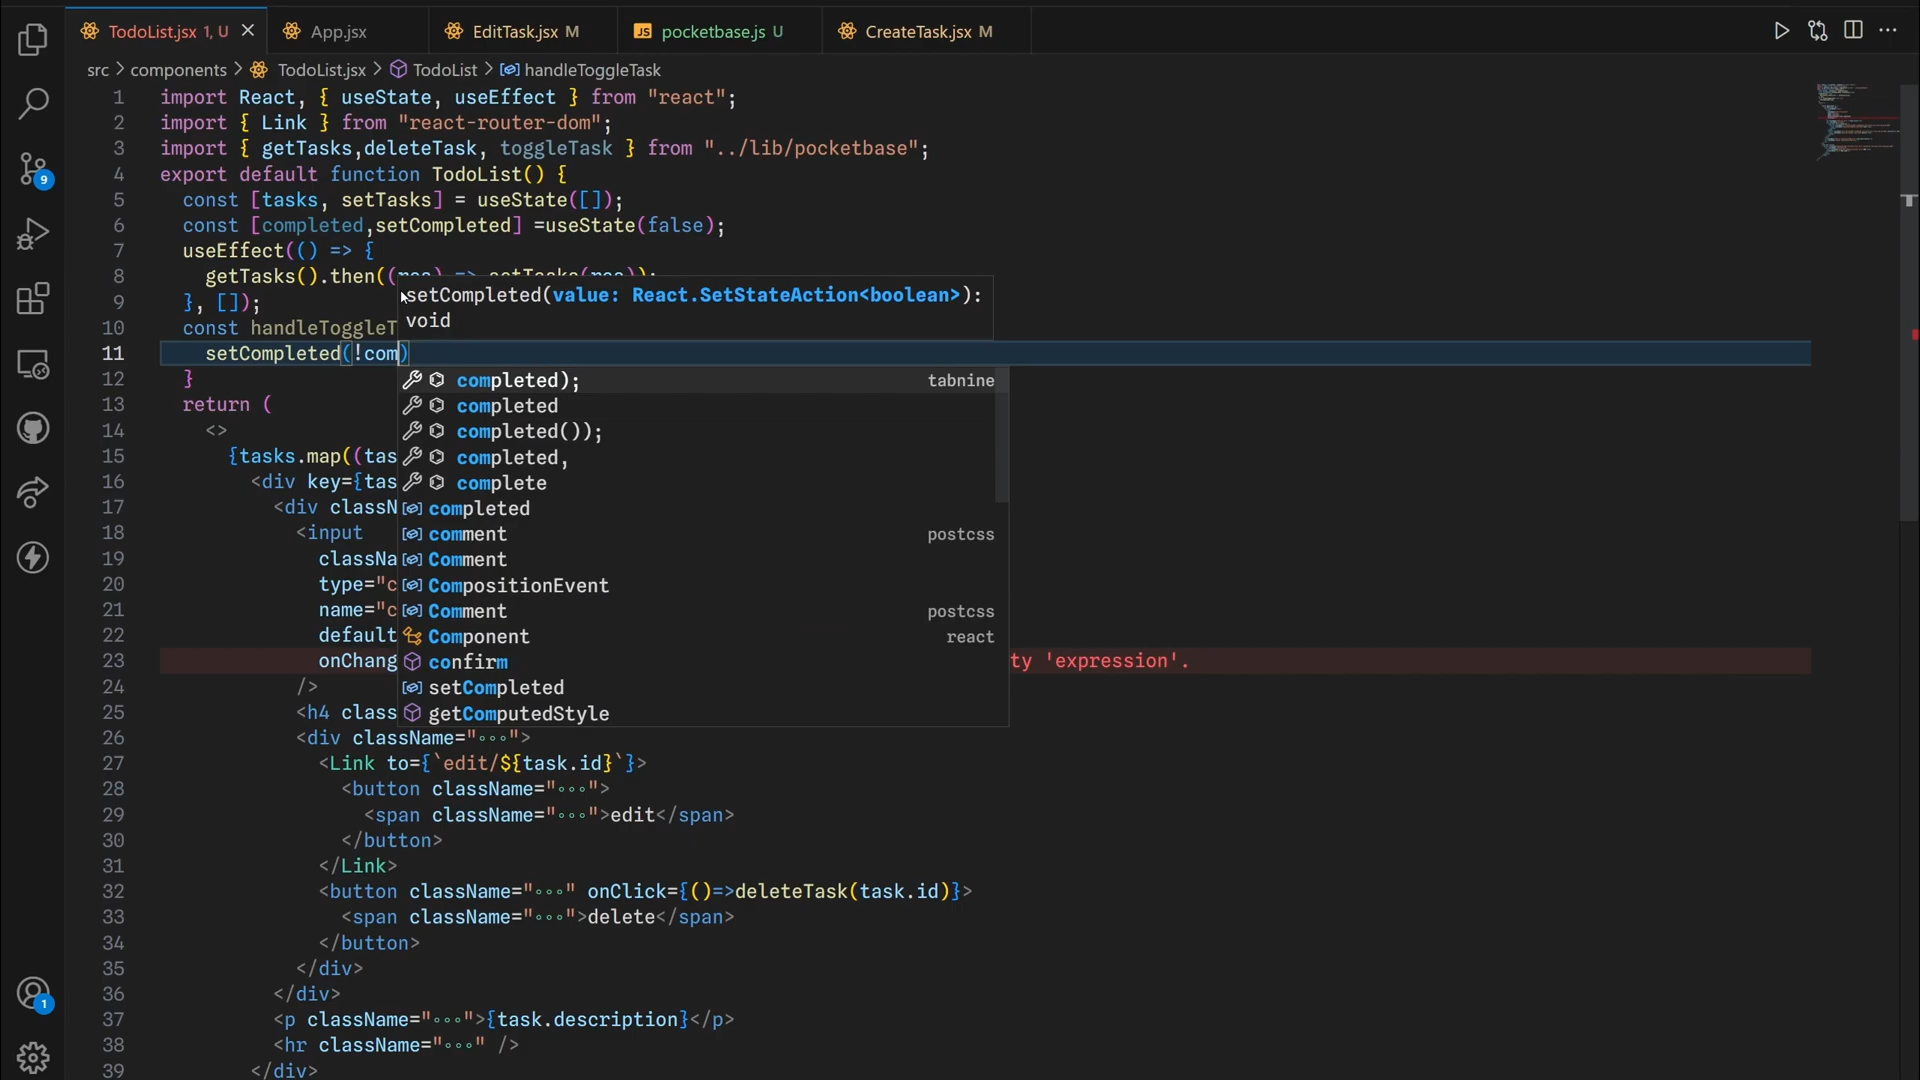 TodoList.jsx 1, U
App.jsx
EditTask.jsx M
JS pocketbase.js U
CreateTask.jsx M
src > components > TodoList.jsx > TodoList > handleToggleTask
1 import React, { useState, useEffect } from "react";
2 import { Link } from "react-router-dom";
3 import { getTasks,deleteTask, toggleTask } from "../lib/pocketbase";
4 export default function TodoList() {
5 const [tasks, setTasks] = useState([]);
6 const [completed,setCompleted] =useState(false);
7 useEffect(() => {
8 getTasks().then((res) => setTasks(res));
9 }, []);
10 const handleToggleT
11 setCompleted(!com)
12 }
13 return (
14 <>
15 {tasks.map((tas
16 <div key={tas
17 <div classN
18 <input
19 classNa
20 type="c
21 name="c
22 default
23 onChang
24 />
25 <h4 class
26 <div className="∘∘∘">
27 <Link to={`edit/${task.id}`}>
28 <button className="∘∘∘">
29 <span className="∘∘∘">edit</span>
30 </button>
31 </Link>
32 <button className="∘∘∘" onClick={()=>deleteTask(task.id)}>
33 <span className="∘∘∘">delete</span>
34 </button>
35 </div>
36 </div>
37 <p className="∘∘∘">{task.description}</p>
38 <hr className="∘∘∘" />
39 </div>
setCompleted(value: React.SetStateAction<boolean>):
void
completed); tabnine
completed
completed());
completed,
complete
completed
comment postcss
Comment
CompositionEvent
Comment postcss
Component react
confirm
setCompleted
getComputedStyle
ty 'expression'.
9
1